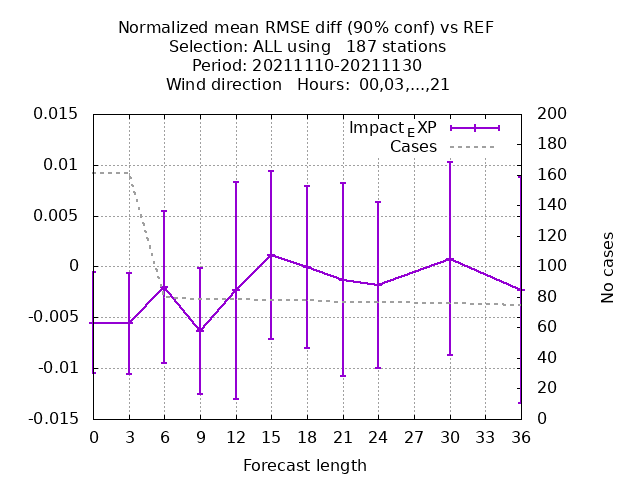 Normalized mean RMSE diff (90% conf) vs REF
Selection: ALL using 187 stations
Period: 20211110-20211130
Wind direction Hours: 00,03,...,21
0.015 200
Impact_EXP
180
Cases
0.01 160
0.005 140
120
0 100
No cases
-0.005 80
60
-0.01 40
20
-0.015 0
0 3 6 9 12 15 18 21 24 27 30 33 36
Forecast length